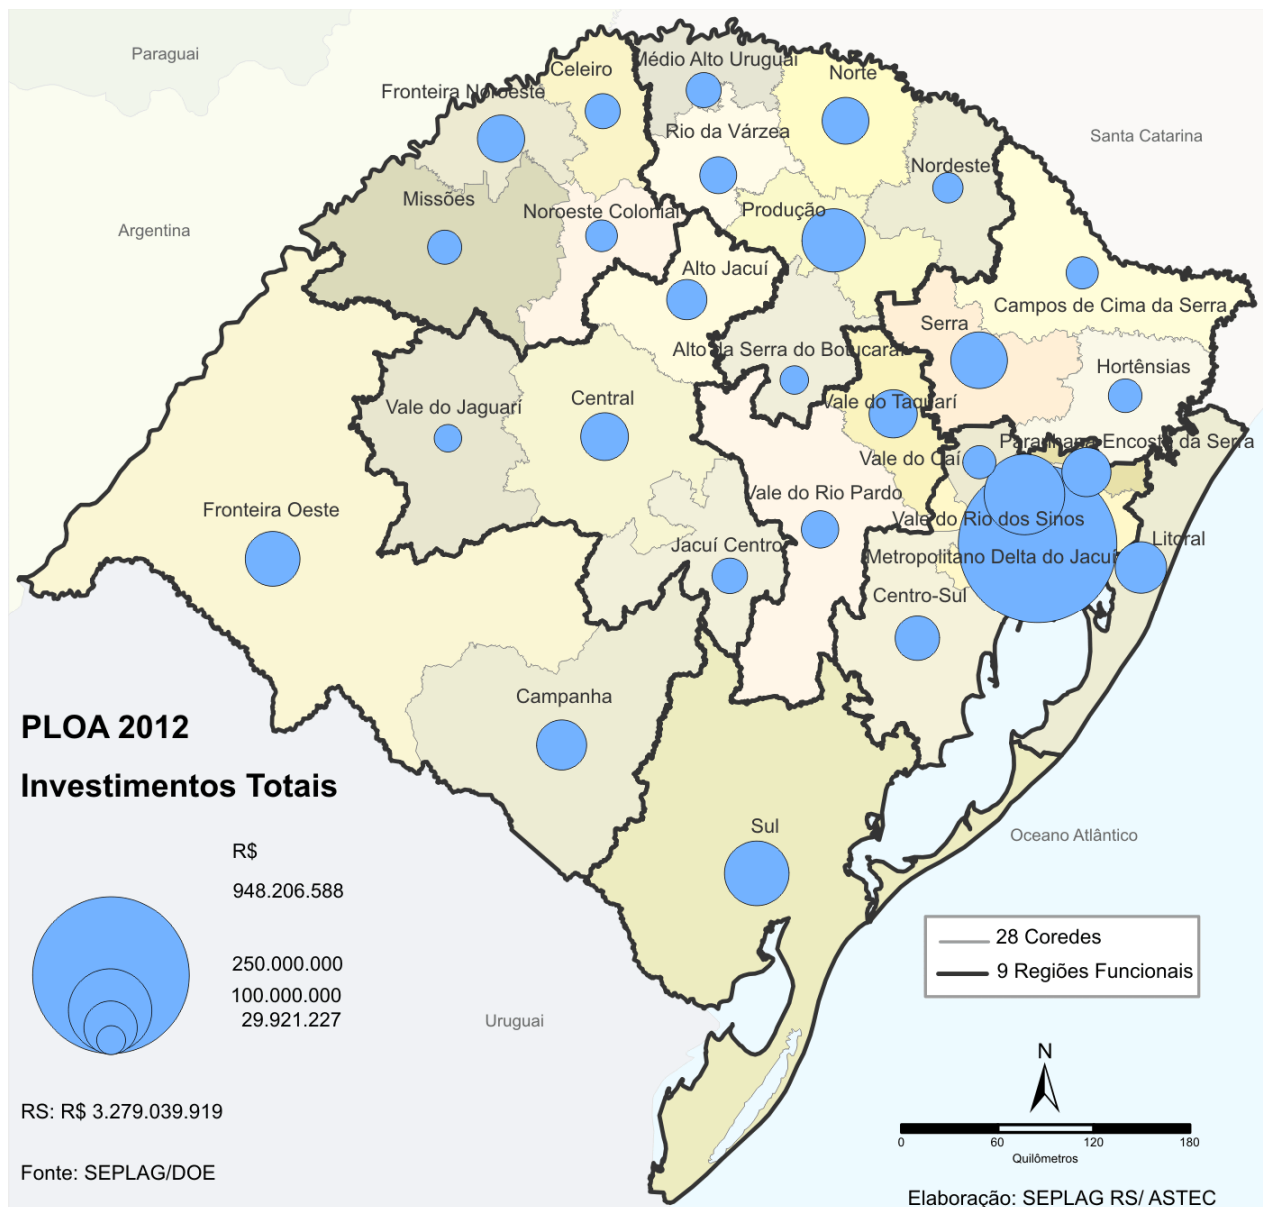 Paraguai
Celeiro
Médio Alto Uruguai
Norte
Fronteira Noroeste
Rio da Várzea
Santa Catarina
Nordeste
Missões
Noroeste Colonial
Produção
Argentina
Alto Jacuí
Campos de Cima da Serra
Serra
Alto da Serra do Botucaraí
Hortênsias
Vale do Jaguarí
Central
Vale do Taquarí
Paranhana Encosta da Serra
Vale do Caí
Vale do Rio Pardo
Fronteira Oeste
Vale do Rio dos Sinos
Jacuí Centro
Litoral
Metropolitano Delta do Jacuí
Centro-Sul
Campanha
PLOA 2012
Investimentos Totais
Sul
Oceano Atlântico
R$
948.206.588
250.000.000
100.000.000
29.921.227
28 Coredes
9 Regiões Funcionais
Uruguai
N
RS: R$ 3.279.039.919
0 60 120 180
Quilômetros
Fonte: SEPLAG/DOE
Elaboração: SEPLAG RS/ ASTEC